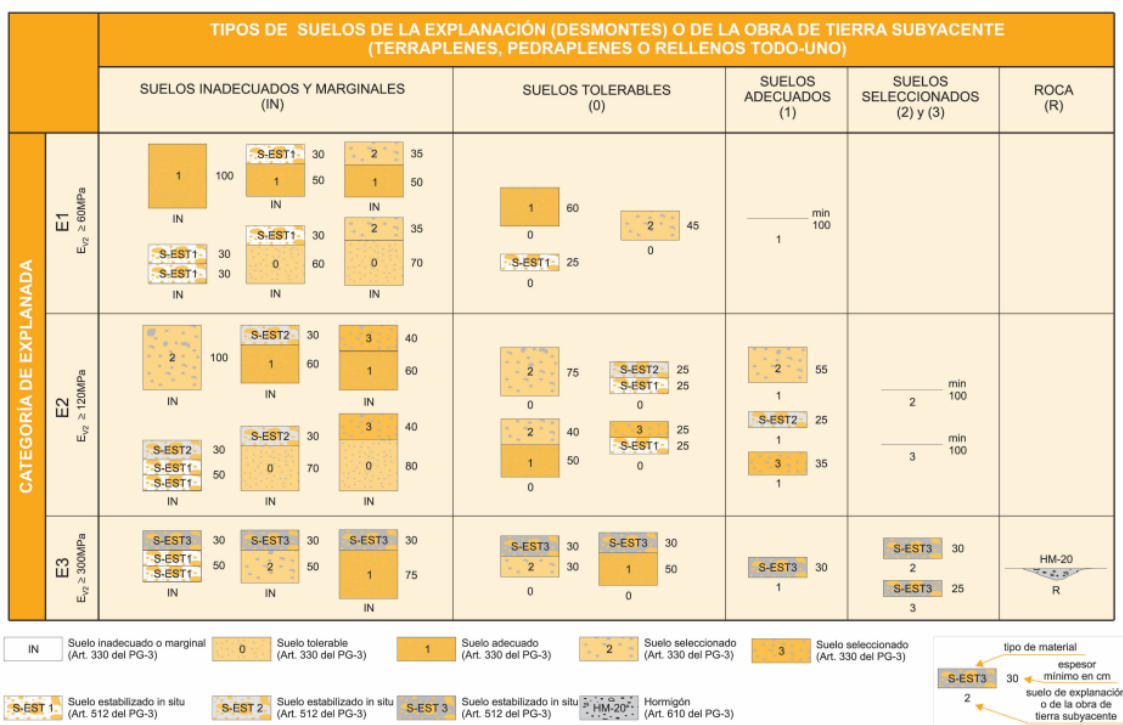 TIPOS DE SUELOS DE LA EXPLANACIÓN (DESMONTES) O DE LA OBRA DE TIERRA SUBYACENTE
(TERRAPLENES, PEDRAPLENES O RELLENOS TODO-UNO)
SUELOS INADECUADOS Y MARGINALES
(IN)
SUELOS TOLERABLES
(0)
SUELOS
ADECUADOS
(1)
SUELOS
SELECCIONADOS
(2) y (3)
ROCA
(R)
CATEGORÍA DE EXPLANADA
E1
EV2 ≥ 60MPa
1 100
IN
S-EST1 30
1 50
IN
2 35
1 50
IN
S-EST1 30
S-EST1 30
IN
S-EST1 30
0 60
IN
2 35
0 70
IN
1 60
0
2 45
0
S-EST1 25
0
min
100
1
E2
EV2 ≥ 120MPa
2 100
IN
S-EST2 30
1 60
IN
3 40
1 60
IN
S-EST2 30
S-EST1 50
S-EST1
IN
S-EST2 30
0 70
IN
3 40
0 80
IN
2 75
0
S-EST2 25
S-EST1 25
0
2 40
1 50
0
3 25
S-EST1 25
0
2 55
1
S-EST2 25
1
3 35
1
min
100
2
min
100
3
E3
EV2 ≥ 300MPa
S-EST3 30
S-EST1 50
S-EST1
IN
S-EST3 30
2 50
IN
S-EST3 30
1 75
IN
S-EST3 30
2 30
0
S-EST3 30
1 50
0
S-EST3 30
1
S-EST3 30
2
S-EST3 25
3
HM-20
R
IN Suelo inadecuado o marginal
(Art. 330 del PG-3)
0 Suelo tolerable
(Art. 330 del PG-3)
1 Suelo adecuado
(Art. 330 del PG-3)
2 Suelo seleccionado
(Art. 330 del PG-3)
3 Suelo seleccionado
(Art. 330 del PG-3)
S-EST 1 Suelo estabilizado in situ
(Art. 512 del PG-3)
S-EST 2 Suelo estabilizado in situ
(Art. 512 del PG-3)
S-EST 3 Suelo estabilizado in situ
(Art. 512 del PG-3)
HM-20 Hormigón
(Art. 610 del PG-3)
tipo de material
S-EST3 30 espesor
mínimo en cm
2 suelo de explanación
o de la obra de
tierra subyacente